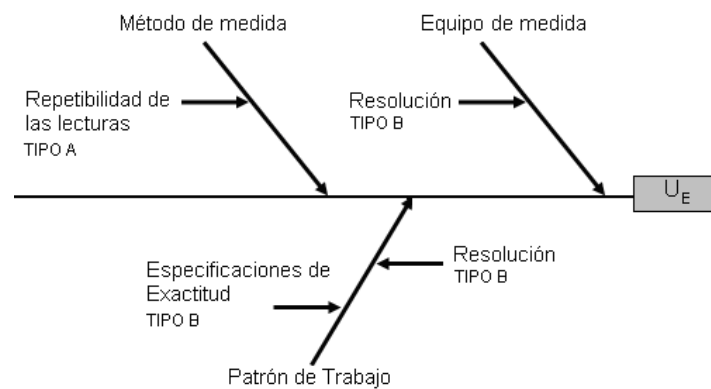 Método de medida
Equipo de medida
Repetibilidad de
las lecturas
TIPO A
Resolución
TIPO B
U_E
Especificaciones de
Exactitud
TIPO B
Resolución
TIPO B
Patrón de Trabajo